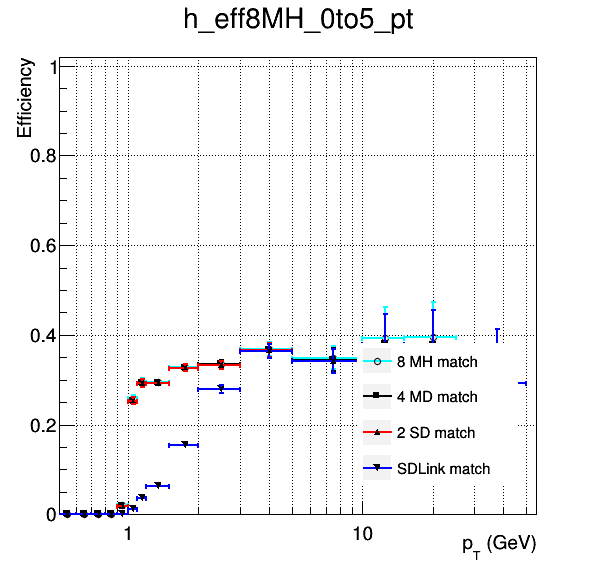 h_eff8MH_0to5_pt
Efficiency
1
0.8
0.6
0.4
0.2
0
8 MH match
4 MD match
2 SD match
SDLink match
1
10
p_T (GeV)